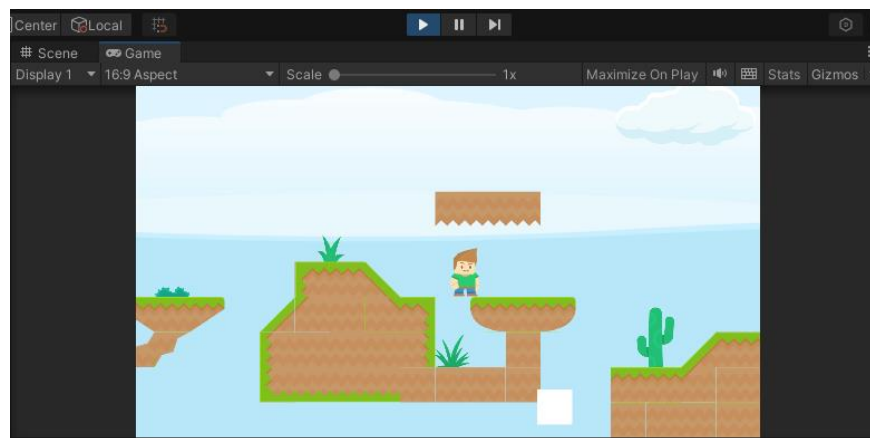 Center Local
Scene Game
Display 1 16:9 Aspect Scale 1x Maximize On Play Stats Gizmos